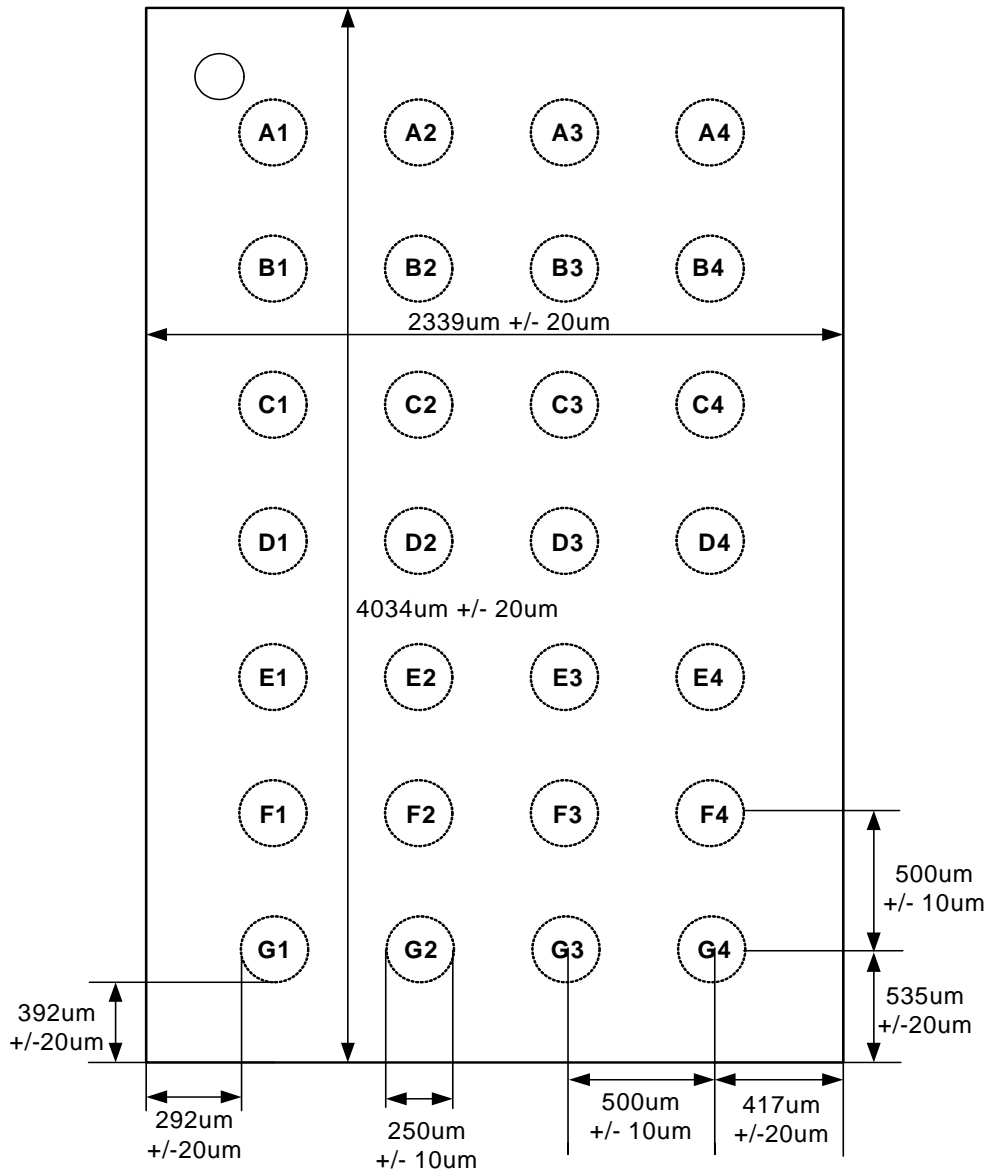 A1 A2 A3 A4
B1 B2 B3 B4
2339um +/- 20um
C1 C2 C3 C4
D1 D2 D3 D4
4034um +/- 20um
E1 E2 E3 E4
F1 F2 F3 F4
500um
+/- 10um
G1 G2 G3 G4
392um
+/-20um
535um
+/-20um
292um
+/-20um
250um
+/- 10um
500um
+/- 10um
417um
+/-20um